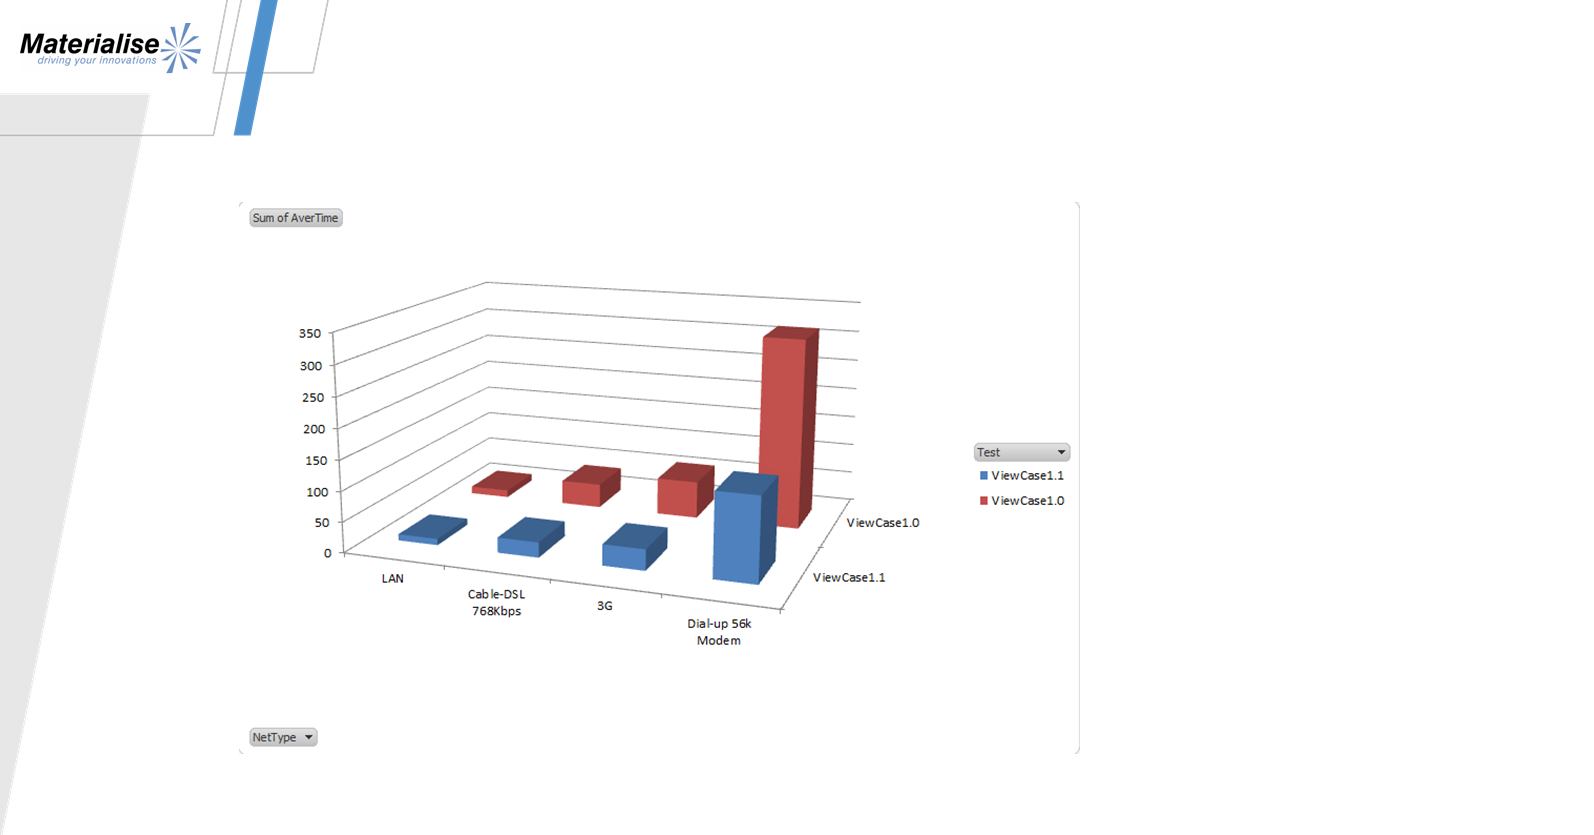 Materialise
driving your innovations
Sum of AverTime
350
300
250
200
150
100
50
0
LAN
Cable-DSL
768Kbps
3G
Dial-up 56k
Modem
ViewCase1.0
ViewCase1.1
Test
ViewCase1.1
ViewCase1.0
NetType